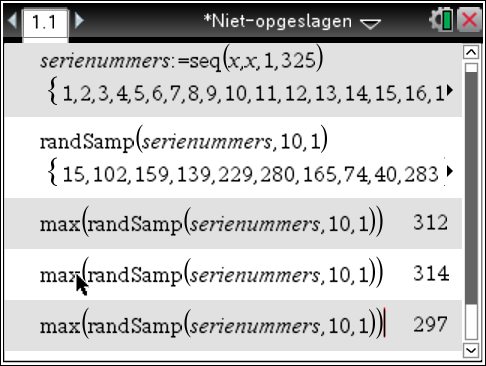 1.1 *Niet-opgeslagen
serienummers:=seq(x,x,1,325)
{1,2,3,4,5,6,7,8,9,10,11,12,13,14,15,16,1
randSamp(serienummers,10,1)
{15,102,159,139,229,280,165,74,40,283
max(randSamp(serienummers,10,1)) 312
max(randSamp(serienummers,10,1)) 314
max(randSamp(serienummers,10,1)) 297